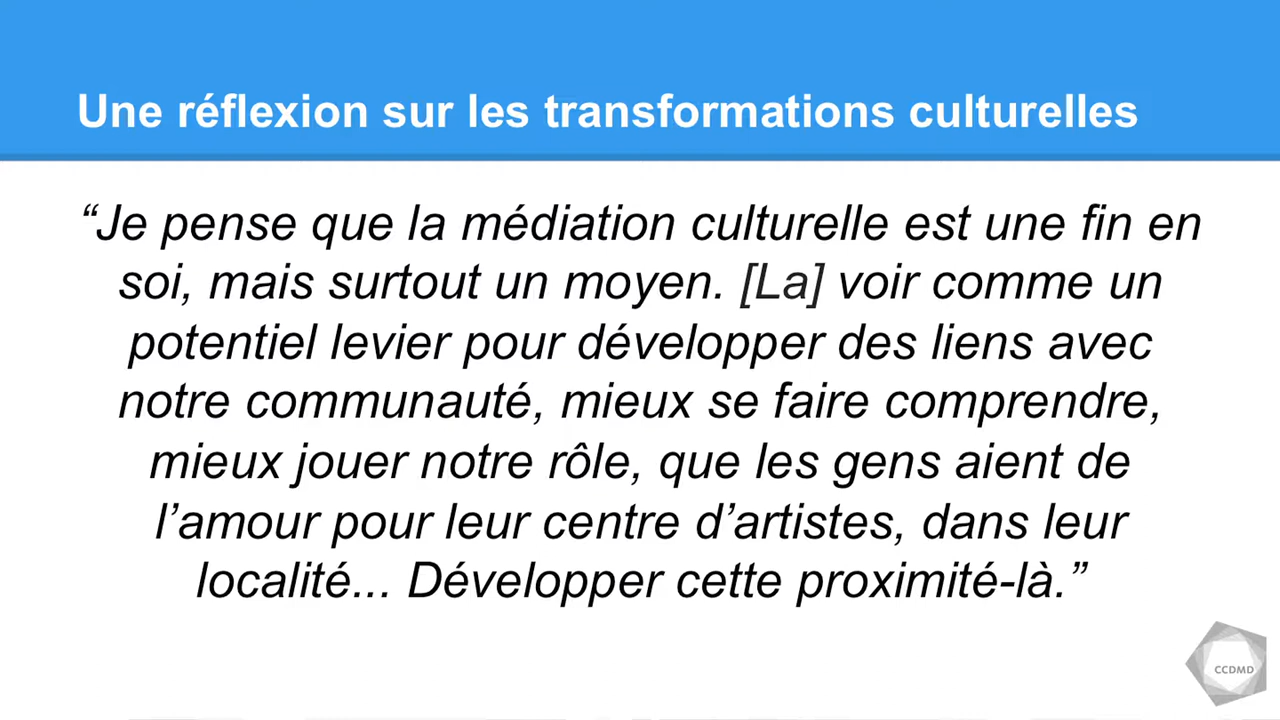 Une réflexion sur les transformations culturelles
“Je pense que la médiation culturelle est une fin en
soi, mais surtout un moyen. [La] voir comme un
potentiel levier pour développer des liens avec
notre communauté, mieux se faire comprendre,
mieux jouer notre rôle, que les gens aient de
l’amour pour leur centre d’artistes, dans leur
localité... Développer cette proximité-là.”
CCDMD